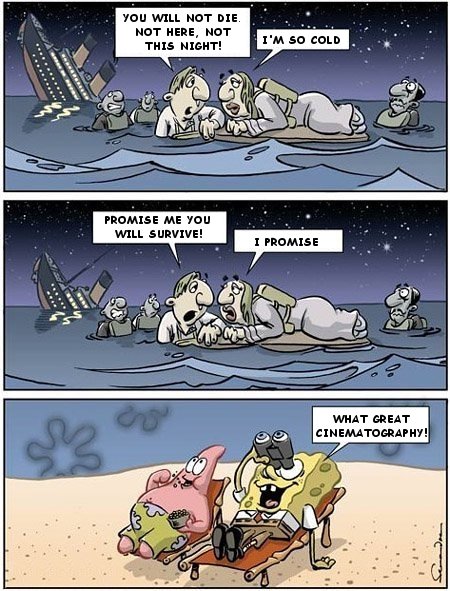 YOU WILL NOT DIE.
NOT HERE, NOT
THIS NIGHT!
I'M SO COLD
PROMISE ME YOU
WILL SURVIVE!
I PROMISE
WHAT GREAT
CINEMATOGRAPHY!